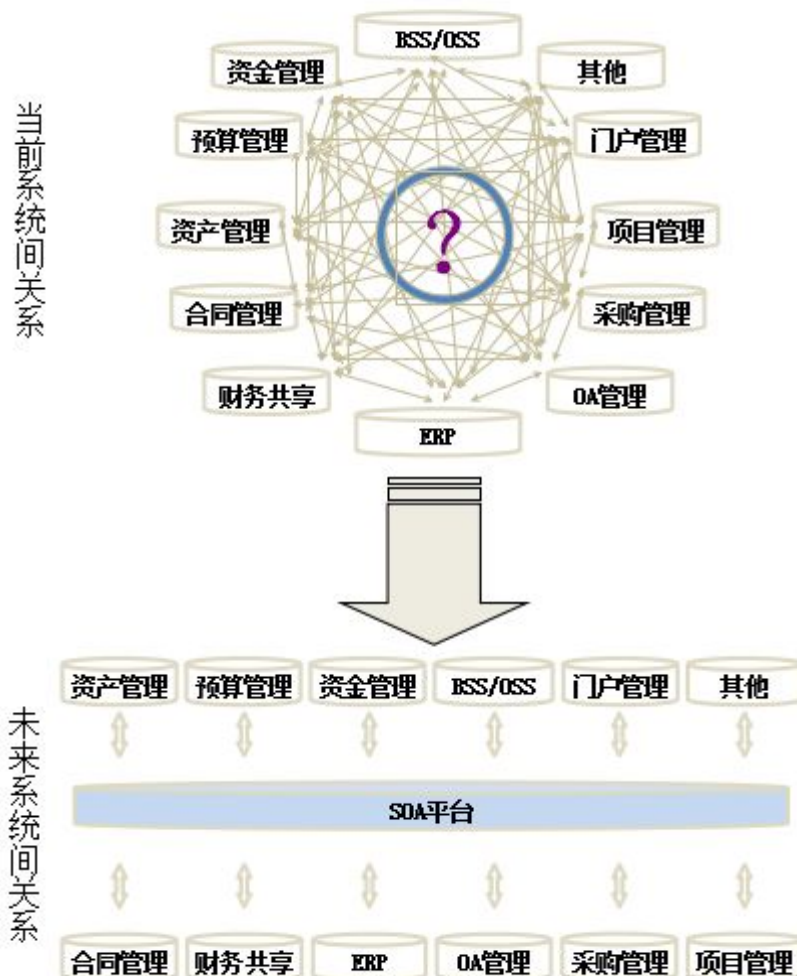 当前系统间关系
BSS/OSS
资金管理
其他
预算管理
门户管理
资产管理
?
项目管理
合同管理
采购管理
财务共享
OA管理
ERP
未来系统间关系
资产管理
预算管理
资金管理
BSS/OSS
门户管理
其他
SOA平台
合同管理
财务共享
ERP
OA管理
采购管理
项目管理